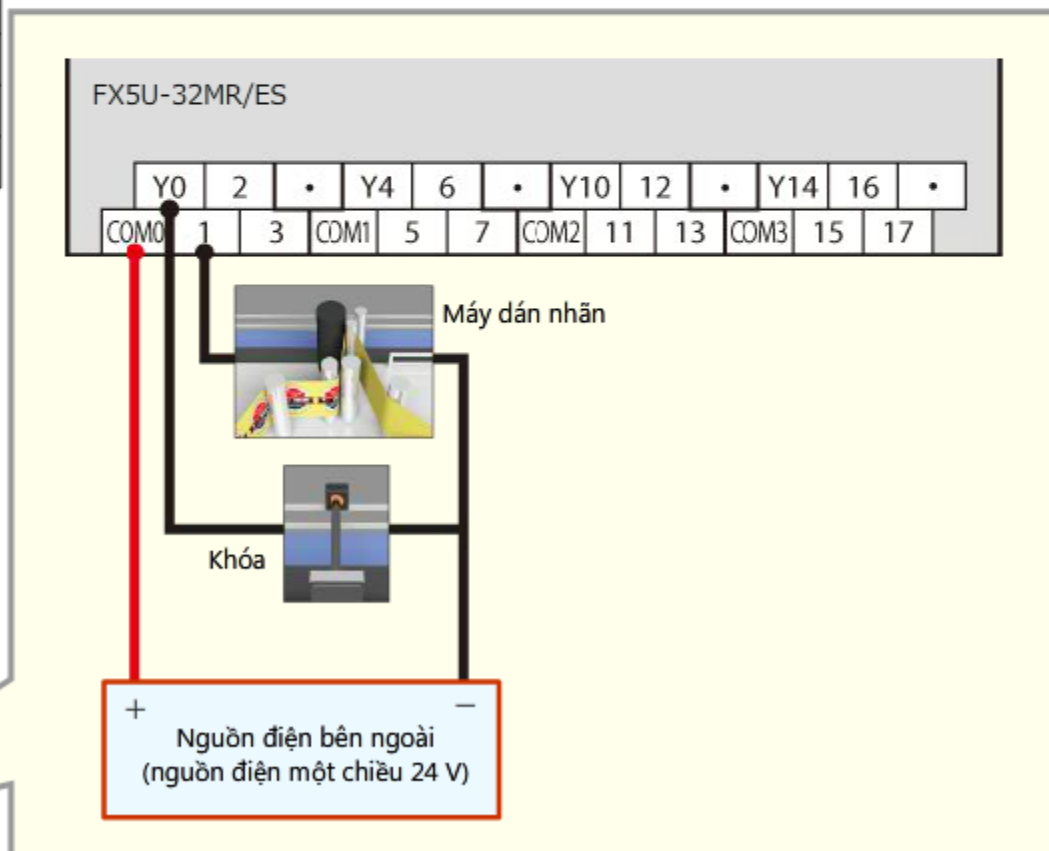 FX5U-32MR/ES
Y0 2 • Y4 6 • Y10 12 • Y14 16 •
COM0 1 3 COM1 5 7 COM2 11 13 COM3 15 17
Máy dán nhãn
Khóa
+ −
Nguồn điện bên ngoài
(nguồn điện một chiều 24 V)